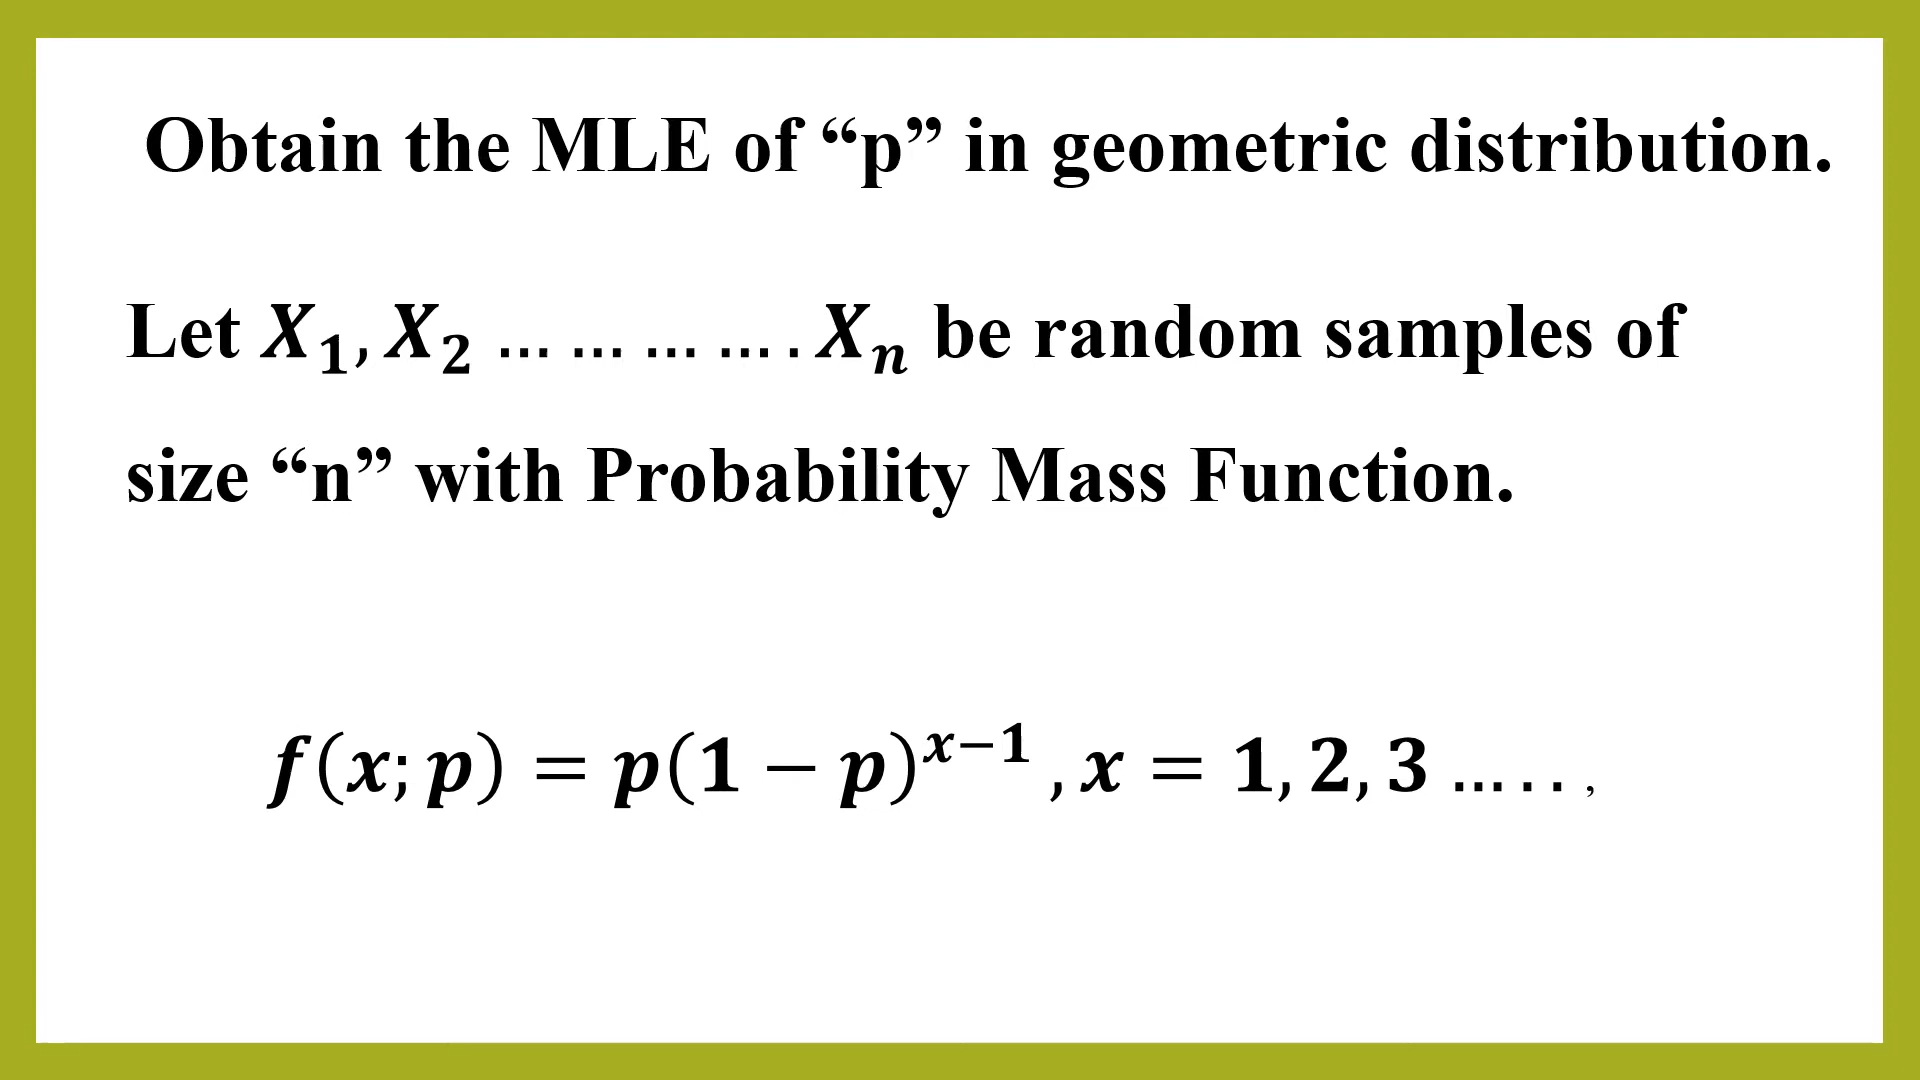 Obtain the MLE of “p” in geometric distribution.
Let X₁, X₂ … … … … . Xₙ be random samples of
size “n” with Probability Mass Function.
f(x; p) = p(1 − p)ˣ⁻¹ , x = 1, 2, 3 … . . ,